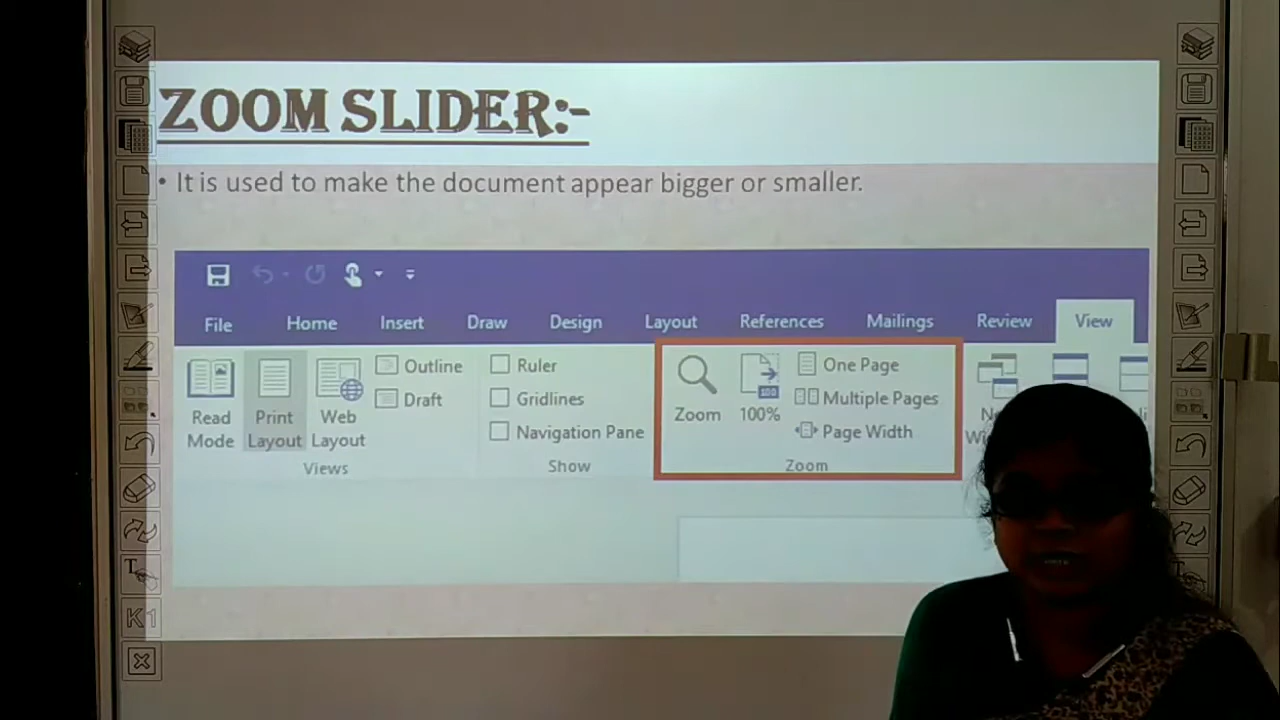 ZOOM SLIDER:-
• It is used to make the document appear bigger or smaller.
File Home Insert Draw Design Layout References Mailings Review View
Read Mode
Print Layout
Web Layout
Outline
Draft
Views
Ruler
Gridlines
Navigation Pane
Show
Zoom
100%
100
One Page
Multiple Pages
Page Width
Zoom
T
K1